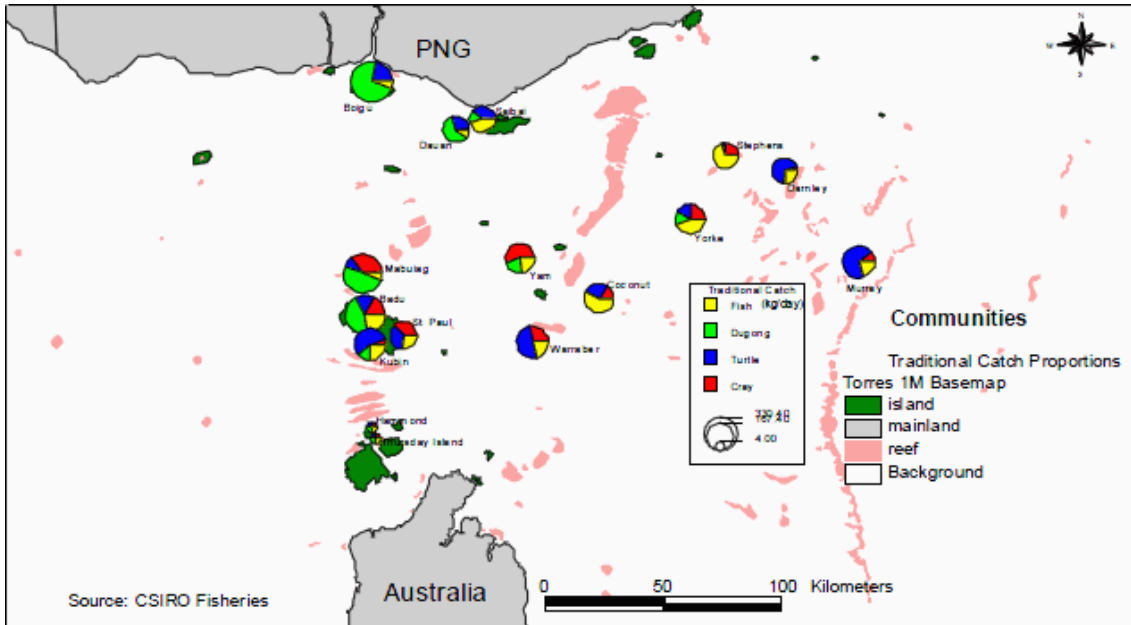 PNG
N
W
E
S
Boigu
Saibai
Dauan
Stephens
Darnley
Yorke
Mabuiag
Yam
Badu
Coconut
Murray
St. Paul
Warraber
Kubin
Hammond
Thursday Island
Traditional Catch
(kg/day)
Fish
Dugong
Turtle
Cray
4.00
Communities
Traditional Catch Proportions
Torres 1M Basemap
island
mainland
reef
Background
0 50 100 Kilometers
Australia
Source: CSIRO Fisheries